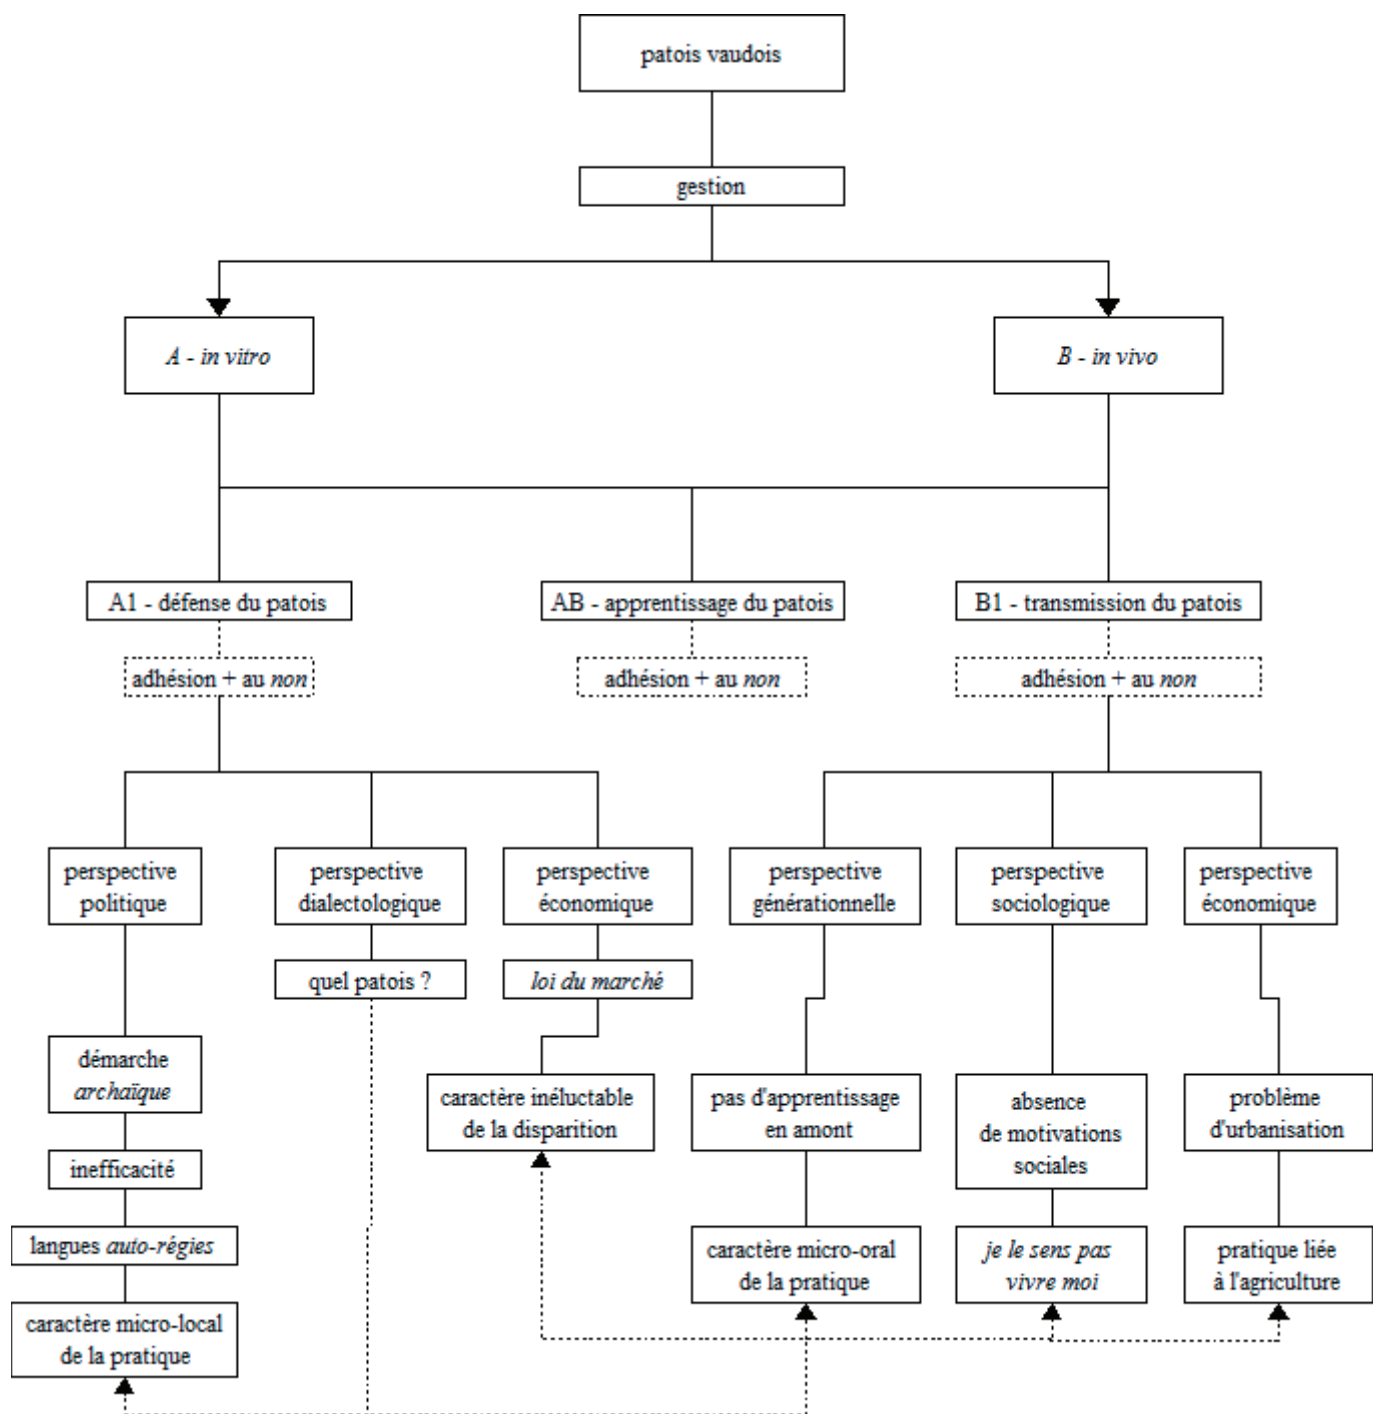 patois vaudois
gestion
A - in vitro
B - in vivo
A1 - défense du patois
AB - apprentissage du patois
B1 - transmission du patois
adhésion + au non
adhésion + au non
adhésion + au non
perspective
politique
perspective
dialectologique
perspective
économique
perspective
générationnelle
perspective
sociologique
perspective
économique
quel patois ?
loi du marché
démarche
archaïque
caractère inéluctable
de la disparition
pas d'apprentissage
en amont
absence
de motivations
sociales
problème
d'urbanisation
inefficacité
langues auto-régies
caractère micro-oral
de la pratique
je le sens pas
vivre moi
pratique liée
à l'agriculture
caractère micro-local
de la pratique